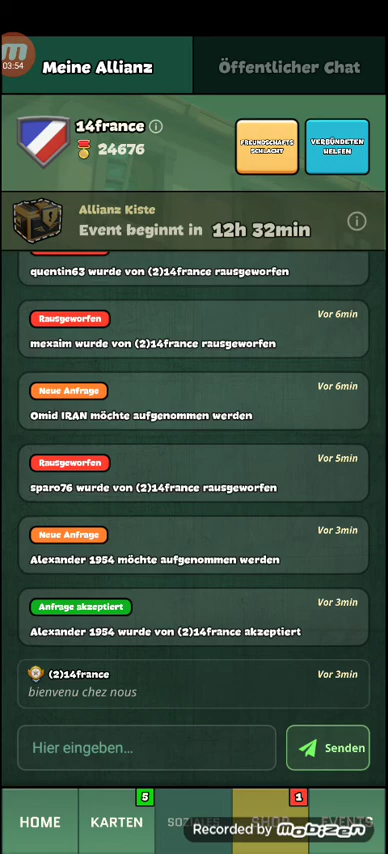 03:54
Meine Allianz
Öffentlicher Chat
14france
24676
FREUNDSCHAFTS
SCHLACHT
VERBÜNDETEN
HELFEN
Allianz Kiste
Event beginnt in 12h 32min
quentin63 wurde von (2)14france rausgeworfen
Rausgeworfen
Vor 6min
mexaim wurde von (2)14france rausgeworfen
Neue Anfrage
Vor 6min
Omid IRAN möchte aufgenommen werden
Rausgeworfen
Vor 5min
sparo76 wurde von (2)14france rausgeworfen
Neue Anfrage
Vor 3min
Alexander 1954 möchte aufgenommen werden
Anfrage akzeptiert
Vor 3min
Alexander 1954 wurde von (2)14france akzeptiert
(2)14france
Vor 3min
bienvenu chez nous
Hier eingeben...
Senden
5
1
HOME
KARTEN
SOZIALES
SHOP
EVENTS
Recorded by mobizen